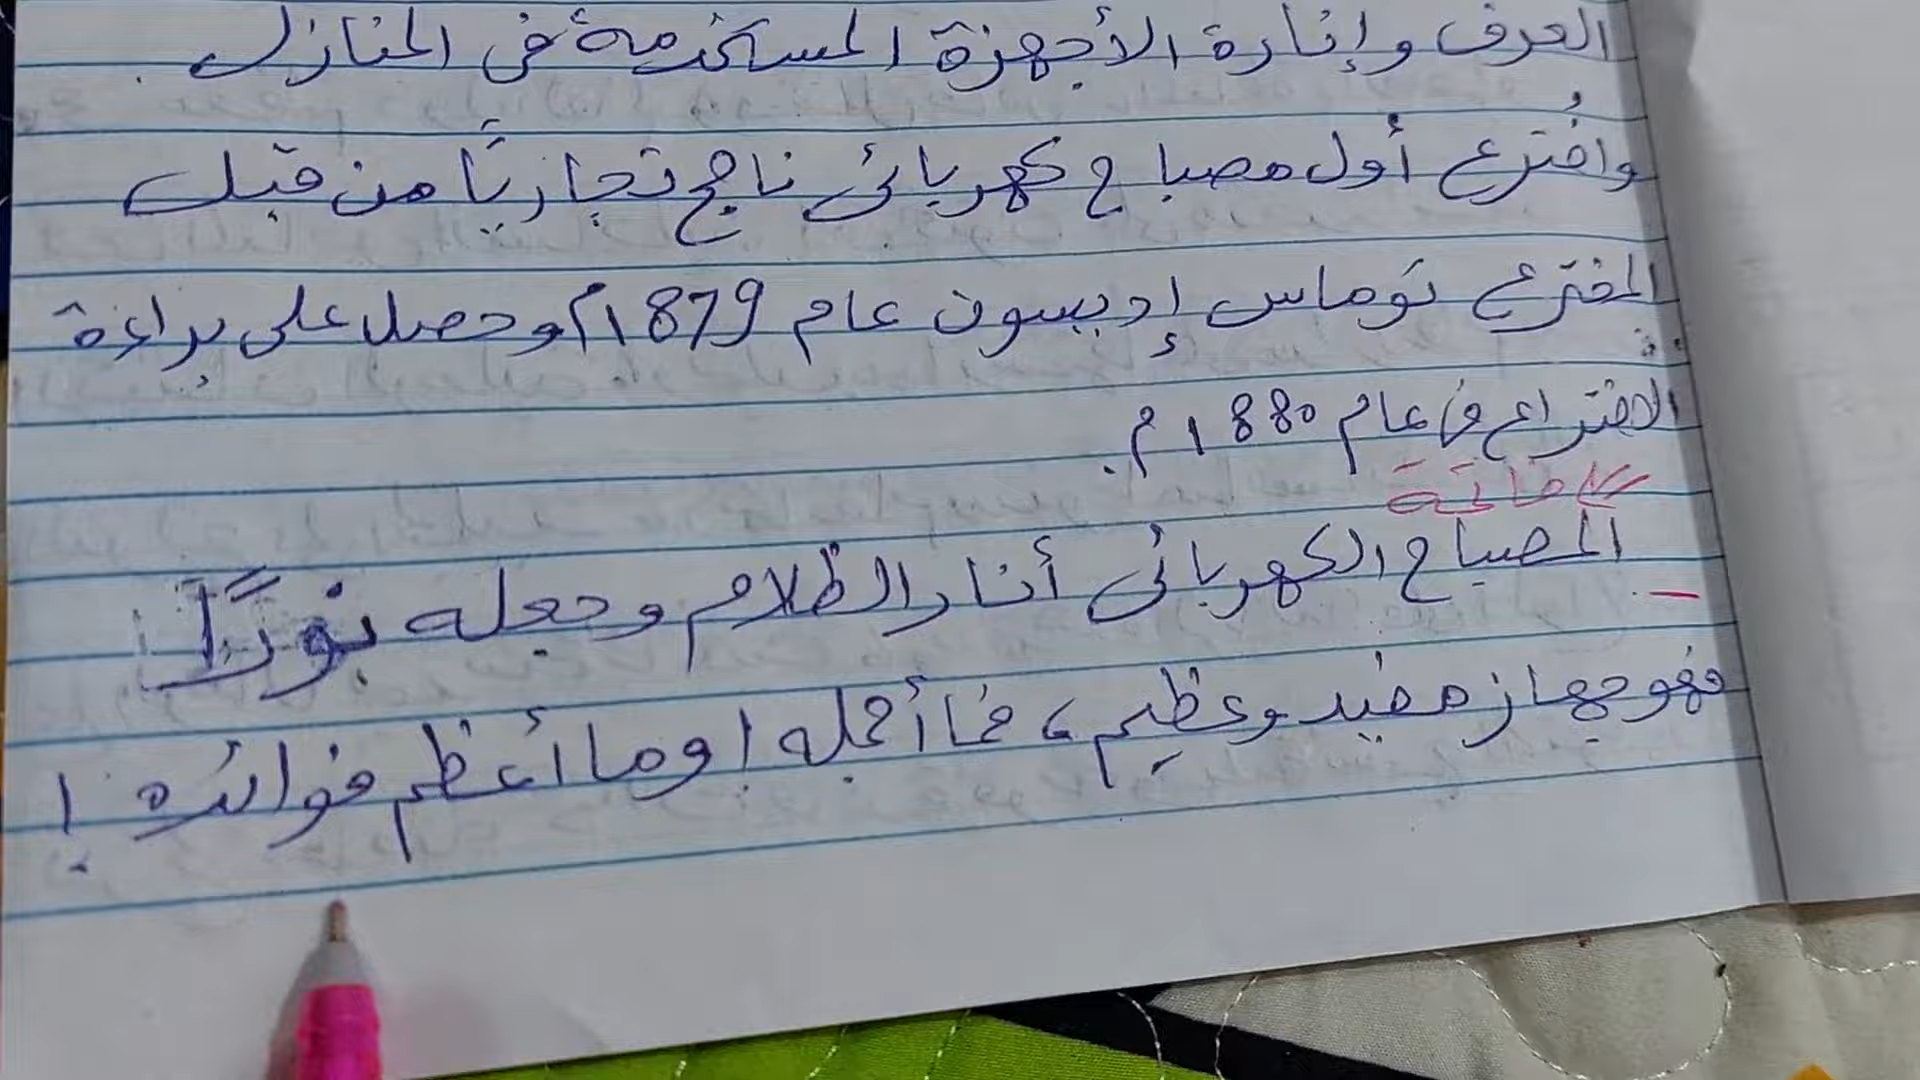 الغرف وإنارة الأجهزة المستخدمة في المنازل.
واخُترع أول مصباح كهربائي ناجح تجاريًا من قبل
المخترع توماس إديسون عام 1879م وحصل على براءة
الاختراع في عام 1880م.
خاتمة
المصباح الكهربائي أنار الظلام وجعله نورًا
فهو جهاز مفيد وعظيم، فما أجمله! وما أعظم فوائده!